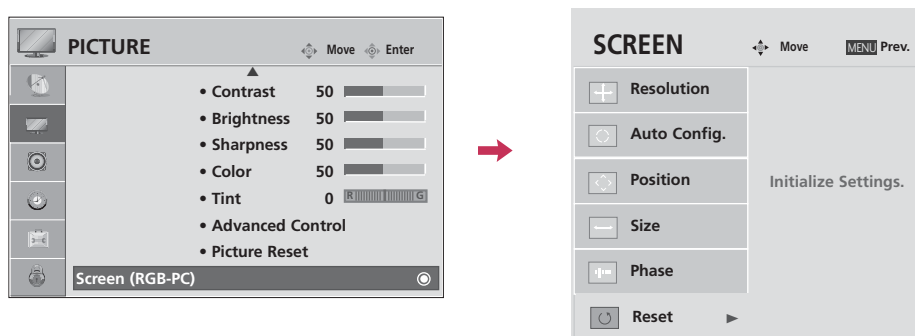 PICTURE Move Enter
• Contrast 50
• Brightness 50
• Sharpness 50
• Color 50
• Tint 0 R G
• Advanced Control
• Picture Reset
Screen (RGB-PC)
SCREEN Move MENU Prev.
Resolution
Auto Config.
Position
Size
Phase
Reset
Initialize Settings.